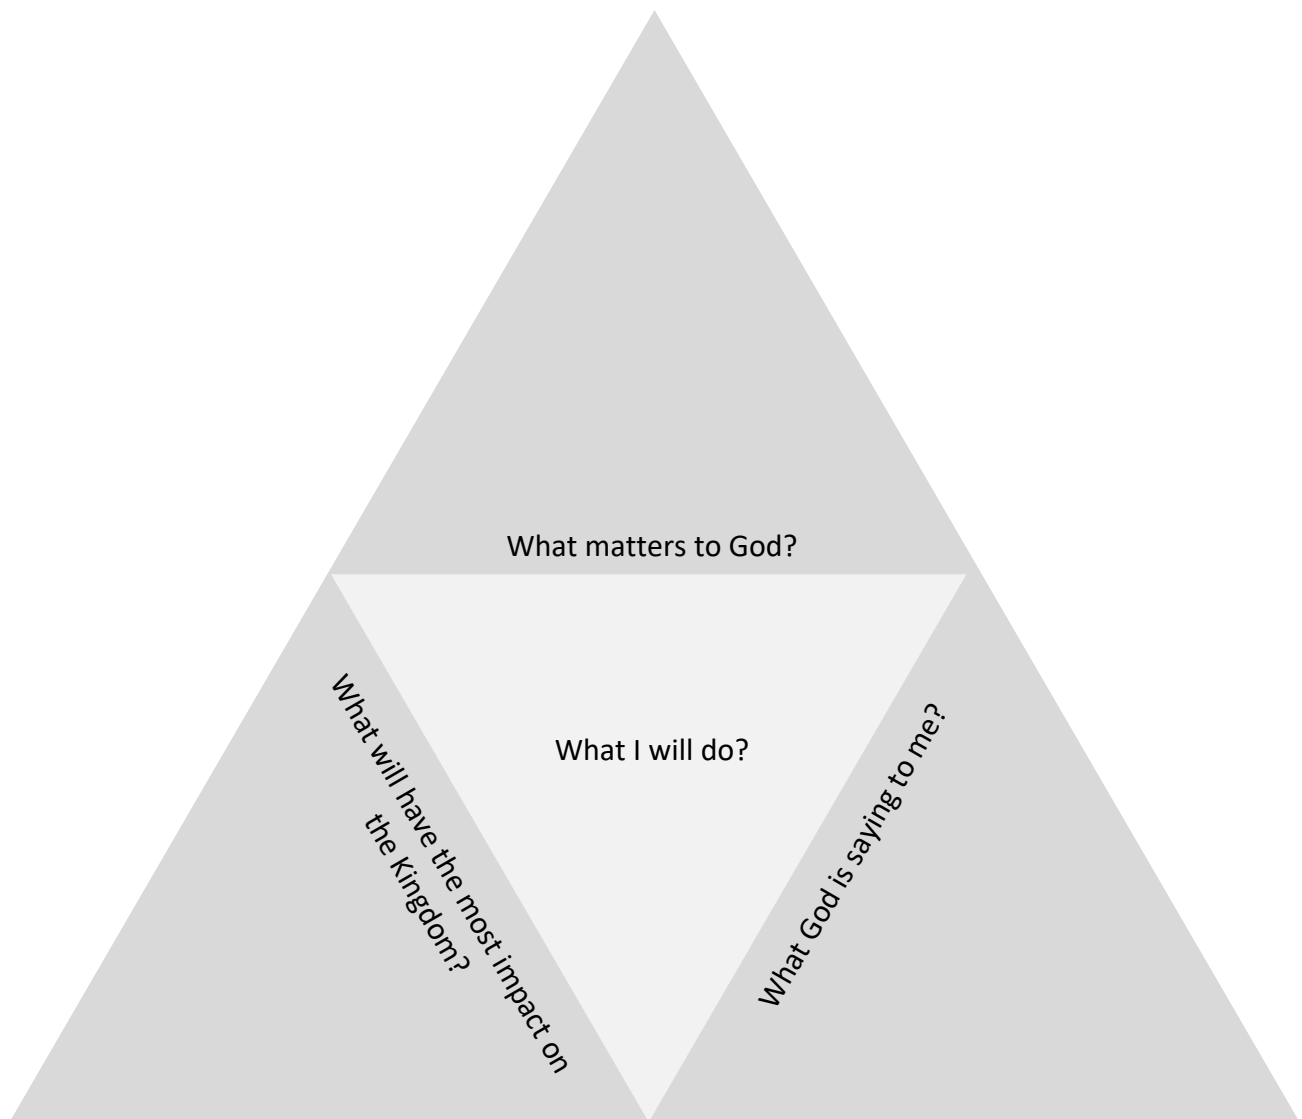 What matters to God?
What I will do?
What will have the most impact on
the Kingdom?
What God is saying to me?